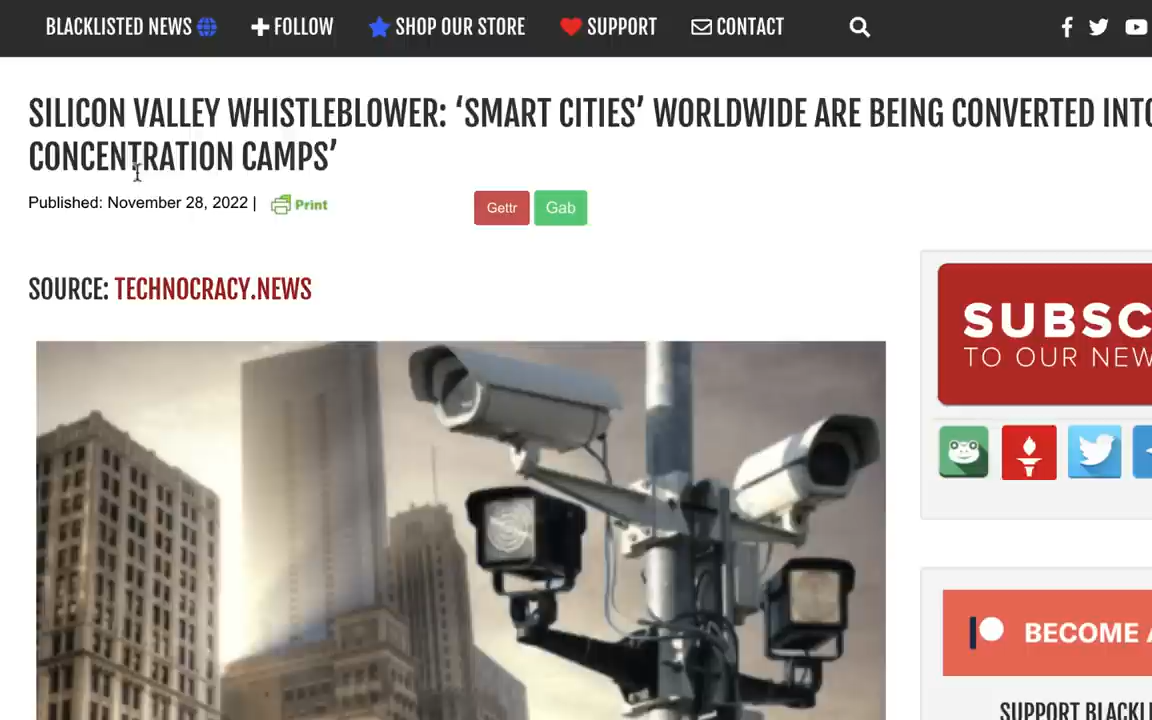 BLACKLISTED NEWS FOLLOW SHOP OUR STORE SUPPORT CONTACT
SILICON VALLEY WHISTLEBLOWER: ‘SMART CITIES’ WORLDWIDE ARE BEING CONVERTED INTO
CONCENTRATION CAMPS’
Published: November 28, 2022 | Print
Gettr Gab
SOURCE: TECHNOCRACY.NEWS
SUBSC
TO OUR NEW
BECOME
SUPPORT BLACKLI